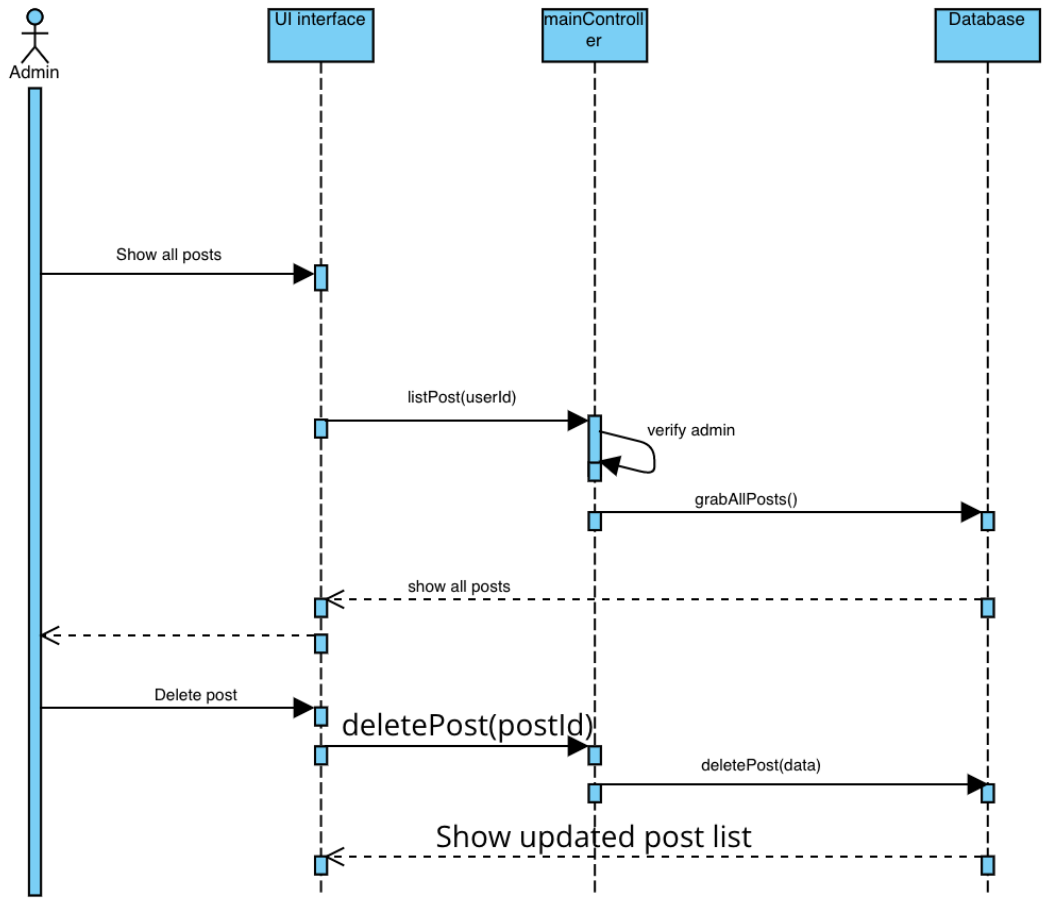 UI interface
mainControll
er
Database
Admin
Show all posts
listPost(userId)
verify admin
grabAllPosts()
show all posts
Delete post
deletePost(postId)
deletePost(data)
Show updated post list